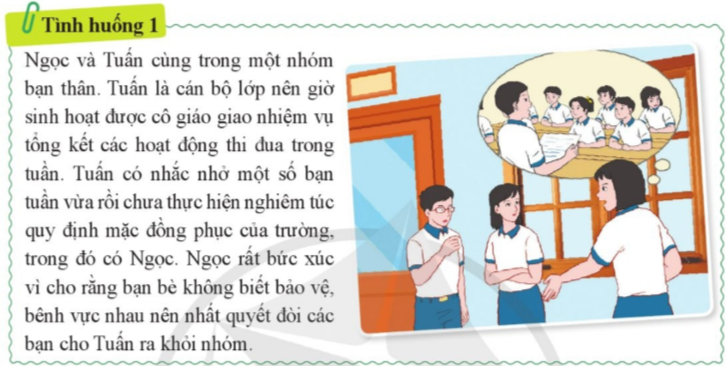 Tình huống 1
Ngọc và Tuấn cùng trong một nhóm
bạn thân. Tuấn là cán bộ lớp nên giờ
sinh hoạt được cô giáo giao nhiệm vụ
tổng kết các hoạt động thi đua trong
tuần. Tuấn có nhắc nhở một số bạn
tuần vừa rồi chưa thực hiện nghiêm túc
quy định mặc đồng phục của trường,
trong đó có Ngọc. Ngọc rất bức xúc
vì cho rằng bạn bè không biết bảo vệ,
bênh vực nhau nên nhất quyết đòi các
bạn cho Tuấn ra khỏi nhóm.